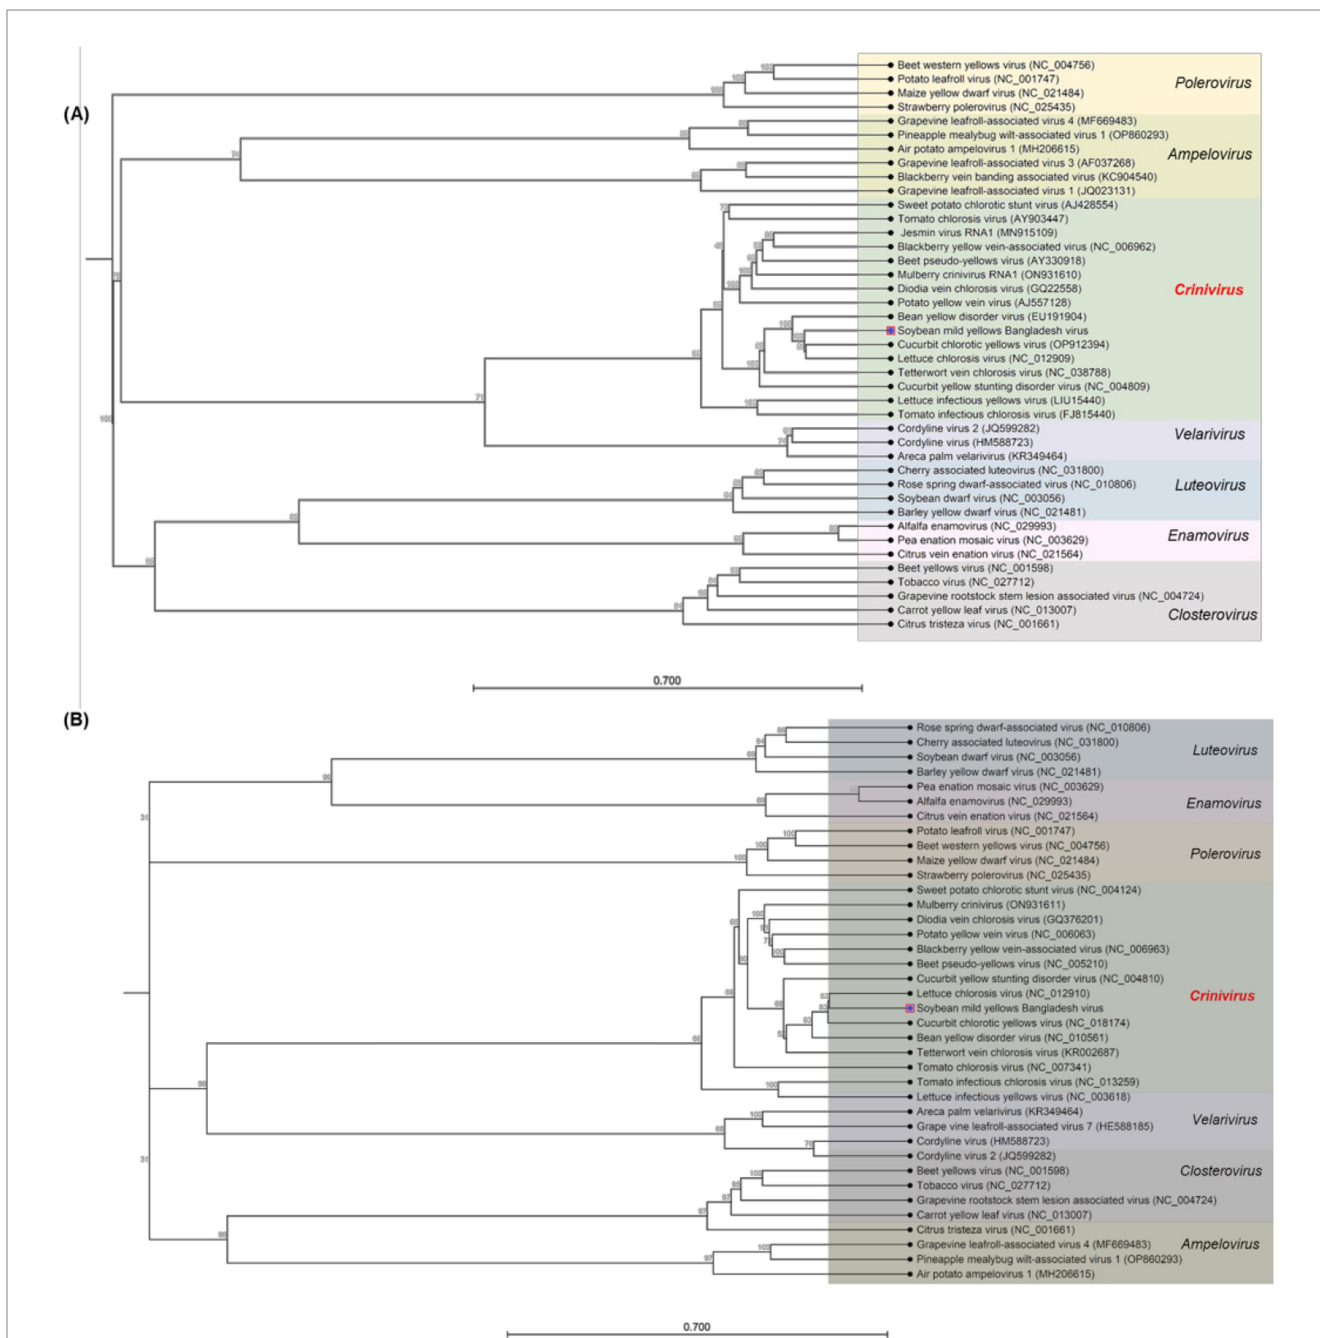 (A)
Beet western yellows virus (NC_004756)
Potato leafroll virus (NC_001747)
Polerovirus
Maize yellow dwarf virus (NC_021484)
Strawberry polerovirus (NC_025435)
Grapevine leafroll-associated virus 4 (MF669483)
Pineapple mealybug wilt-associated virus 1 (OP860293)
Air potato ampelovirus 1 (MH206615)
Ampelovirus
Grapevine leafroll-associated virus 3 (AF037268)
Blackberry vein banding associated virus (KC904540)
Grapevine leafroll-associated virus 1 (JQ023131)
Sweet potato chlorotic stunt virus (AJ428554)
Tomato chlorosis virus (AY903447)
Jesmin virus RNA1 (MN915109)
Blackberry yellow vein-associated virus (NC_006962)
Beet pseudo-yellows virus (AY330918)
Mulberry crinivirus RNA1 (ON931610)
Diodia vein chlorosis virus (GQ22558)
Crinivirus
Potato yellow vein virus (AJ557128)
Bean yellow disorder virus (EU191904)
Soybean mild yellows Bangladesh virus
Cucurbit chlorotic yellows virus (OP912394)
Lettuce chlorosis virus (NC_012909)
Tetterwort vein chlorosis virus (NC_038788)
Cucurbit yellow stunting disorder virus (NC_004809)
Lettuce infectious yellows virus (LIU15440)
Tomato infectious chlorosis virus (FJ815440)
Cordyline virus 2 (JQ599282)
Velarivirus
Cordyline virus (HM588723)
Areca palm velarivirus (KR349464)
Cherry associated luteovirus (NC_031800)
Rose spring dwarf-associated virus (NC_010806)
Luteovirus
Soybean dwarf virus (NC_003056)
Barley yellow dwarf virus (NC_021481)
Alfalfa enamovirus (NC_029993)
Enamovirus
Pea enation mosaic virus (NC_003629)
Citrus vein enation virus (NC_021564)
Beet yellows virus (NC_001598)
Tobacco virus (NC_027712)
Grapevine rootstock stem lesion associated virus (NC_004724)
Carrot yellow leaf virus (NC_013007)
Closterovirus
Citrus tristeza virus (NC_001661)
0.700
(B)
Rose spring dwarf-associated virus (NC_010806)
Cherry associated luteovirus (NC_031800)
Luteovirus
Soybean dwarf virus (NC_003056)
Barley yellow dwarf virus (NC_021481)
Pea enation mosaic virus (NC_003629)
Alfalfa enamovirus (NC_029993)
Enamovirus
Citrus vein enation virus (NC_021564)
Potato leafroll virus (NC_001747)
Beet western yellows virus (NC_004756)
Polerovirus
Maize yellow dwarf virus (NC_021484)
Strawberry polerovirus (NC_025435)
Sweet potato chlorotic stunt virus (NC_004124)
Mulberry crinivirus (ON931611)
Diodia vein chlorosis virus (GQ376201)
Potato yellow vein virus (NC_006063)
Blackberry yellow vein-associated virus (NC_006963)
Beet pseudo-yellows virus (NC_005210)
Cucurbit yellow stunting disorder virus (NC_004810)
Lettuce chlorosis virus (NC_012910)
Crinivirus
Soybean mild yellows Bangladesh virus
Cucurbit chlorotic yellows virus (NC_018174)
Bean yellow disorder virus (NC_010561)
Tetterwort vein chlorosis virus (KR002687)
Tomato chlorosis virus (NC_007341)
Tomato infectious chlorosis virus (NC_013259)
Lettuce infectious yellows virus (NC_003618)
Areca palm velarivirus (KR349464)
Velarivirus
Grape vine leafroll-associated virus 7 (HE588185)
Cordyline virus (HM588723)
Cordyline virus 2 (JQ599282)
Closterovirus
Beet yellows virus (NC_001598)
Tobacco virus (NC_027712)
Grapevine rootstock stem lesion associated virus (NC_004724)
Carrot yellow leaf virus (NC_013007)
Citrus tristeza virus (NC_001661)
Grapevine leafroll-associated virus 4 (MF669483)
Ampelovirus
Pineapple mealybug wilt-associated virus 1 (OP860293)
Air potato ampelovirus 1 (MH206615)
0.700